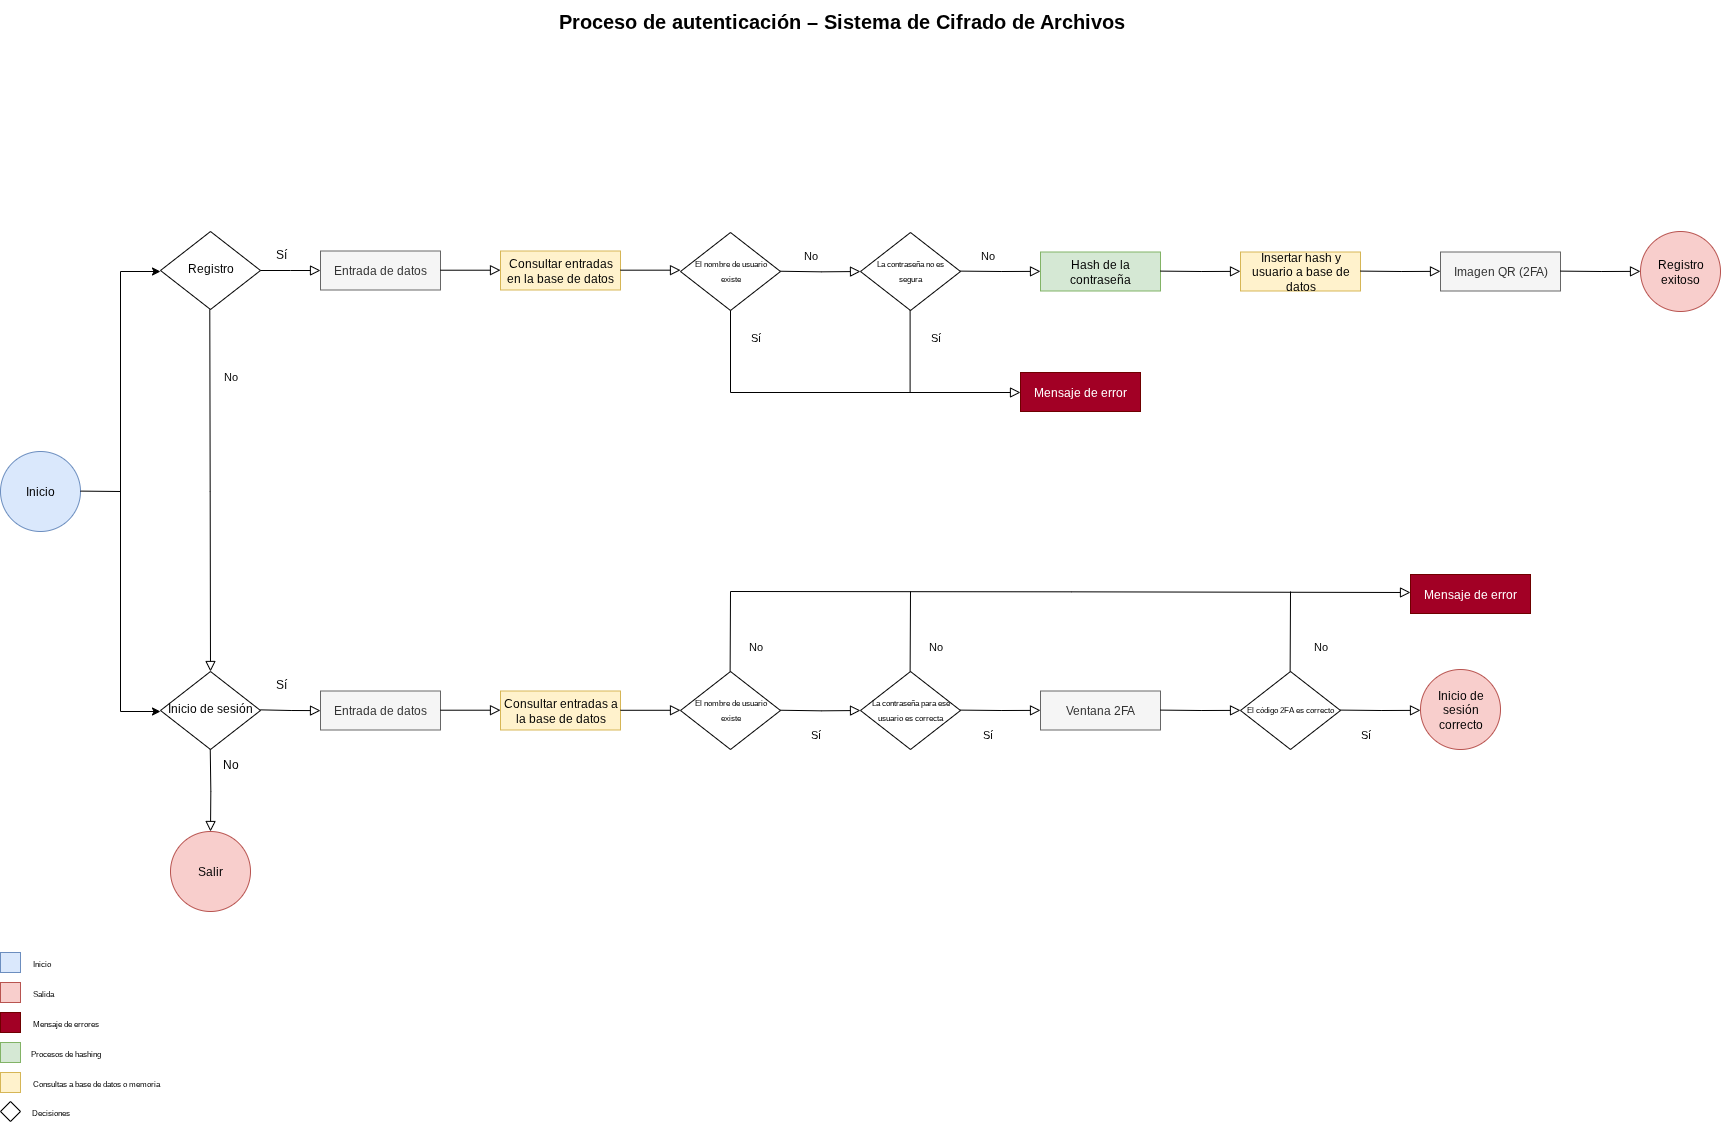 Proceso de autenticación – Sistema de Cifrado de Archivos
Registro
Sí
Entrada de datos
Consultar entradas
en la base de datos
El nombre de usuario
existe
No
La contraseña no es
segura
No
Hash de la
contraseña
Insertar hash y
usuario a base de
datos
Imagen QR (2FA)
Registro
exitoso
Sí
Sí
No
Mensaje de error
Inicio
Mensaje de error
No
No
No
Inicio de sesión
Sí
Entrada de datos
Consultar entradas a
la base de datos
El nombre de usuario
existe
Sí
La contraseña para ese
usuario es correcta
Sí
Ventana 2FA
El código 2FA es correcto
Sí
Inicio de
sesión
correcto
No
Salir
Inicio
Salida
Mensaje de errores
Procesos de hashing
Consultas a base de datos o memoria
Decisiones